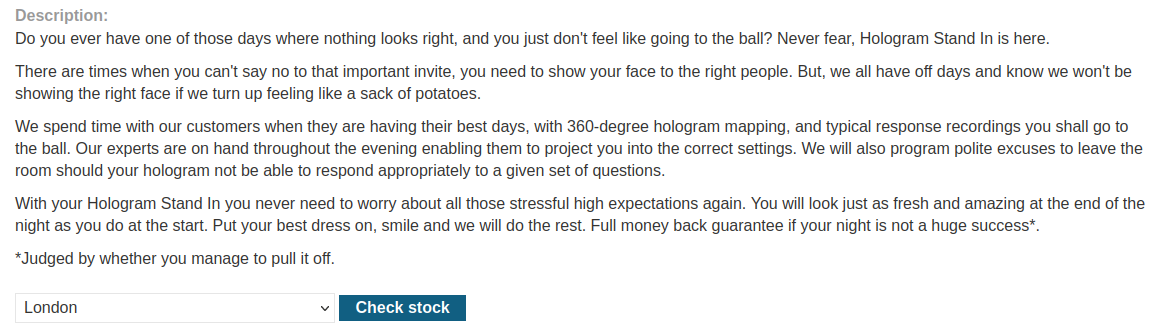 Description:
Do you ever have one of those days where nothing looks right, and you just don't feel like going to the ball? Never fear, Hologram Stand In is here.
There are times when you can't say no to that important invite, you need to show your face to the right people. But, we all have off days and know we won't be
showing the right face if we turn up feeling like a sack of potatoes.
We spend time with our customers when they are having their best days, with 360-degree hologram mapping, and typical response recordings you shall go to
the ball. Our experts are on hand throughout the evening enabling them to project you into the correct settings. We will also program polite excuses to leave the
room should your hologram not be able to respond appropriately to a given set of questions.
With your Hologram Stand In you never need to worry about all those stressful high expectations again. You will look just as fresh and amazing at the end of the
night as you do at the start. Put your best dress on, smile and we will do the rest. Full money back guarantee if your night is not a huge success*.
*Judged by whether you manage to pull it off.
London Check stock